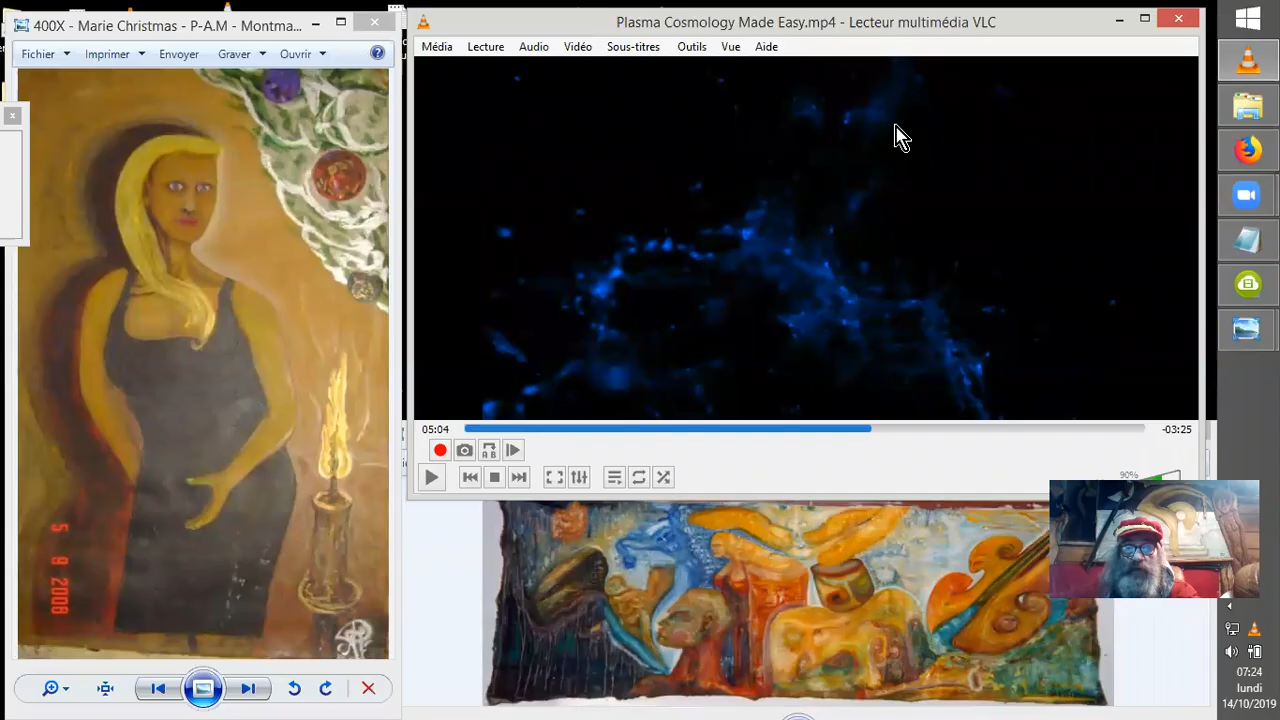 400X - Marie Christmas - P-A.M - Montma...
Fichier Imprimer Envoyer Graver Ouvrir
x
5 9 2006
Plasma Cosmology Made Easy.mp4 - Lecteur multimédia VLC
Média Lecture Audio Vidéo Sous-titres Outils Vue Aide
05:04
-03:25
A B
90%
07:24
lundi
14/10/2019